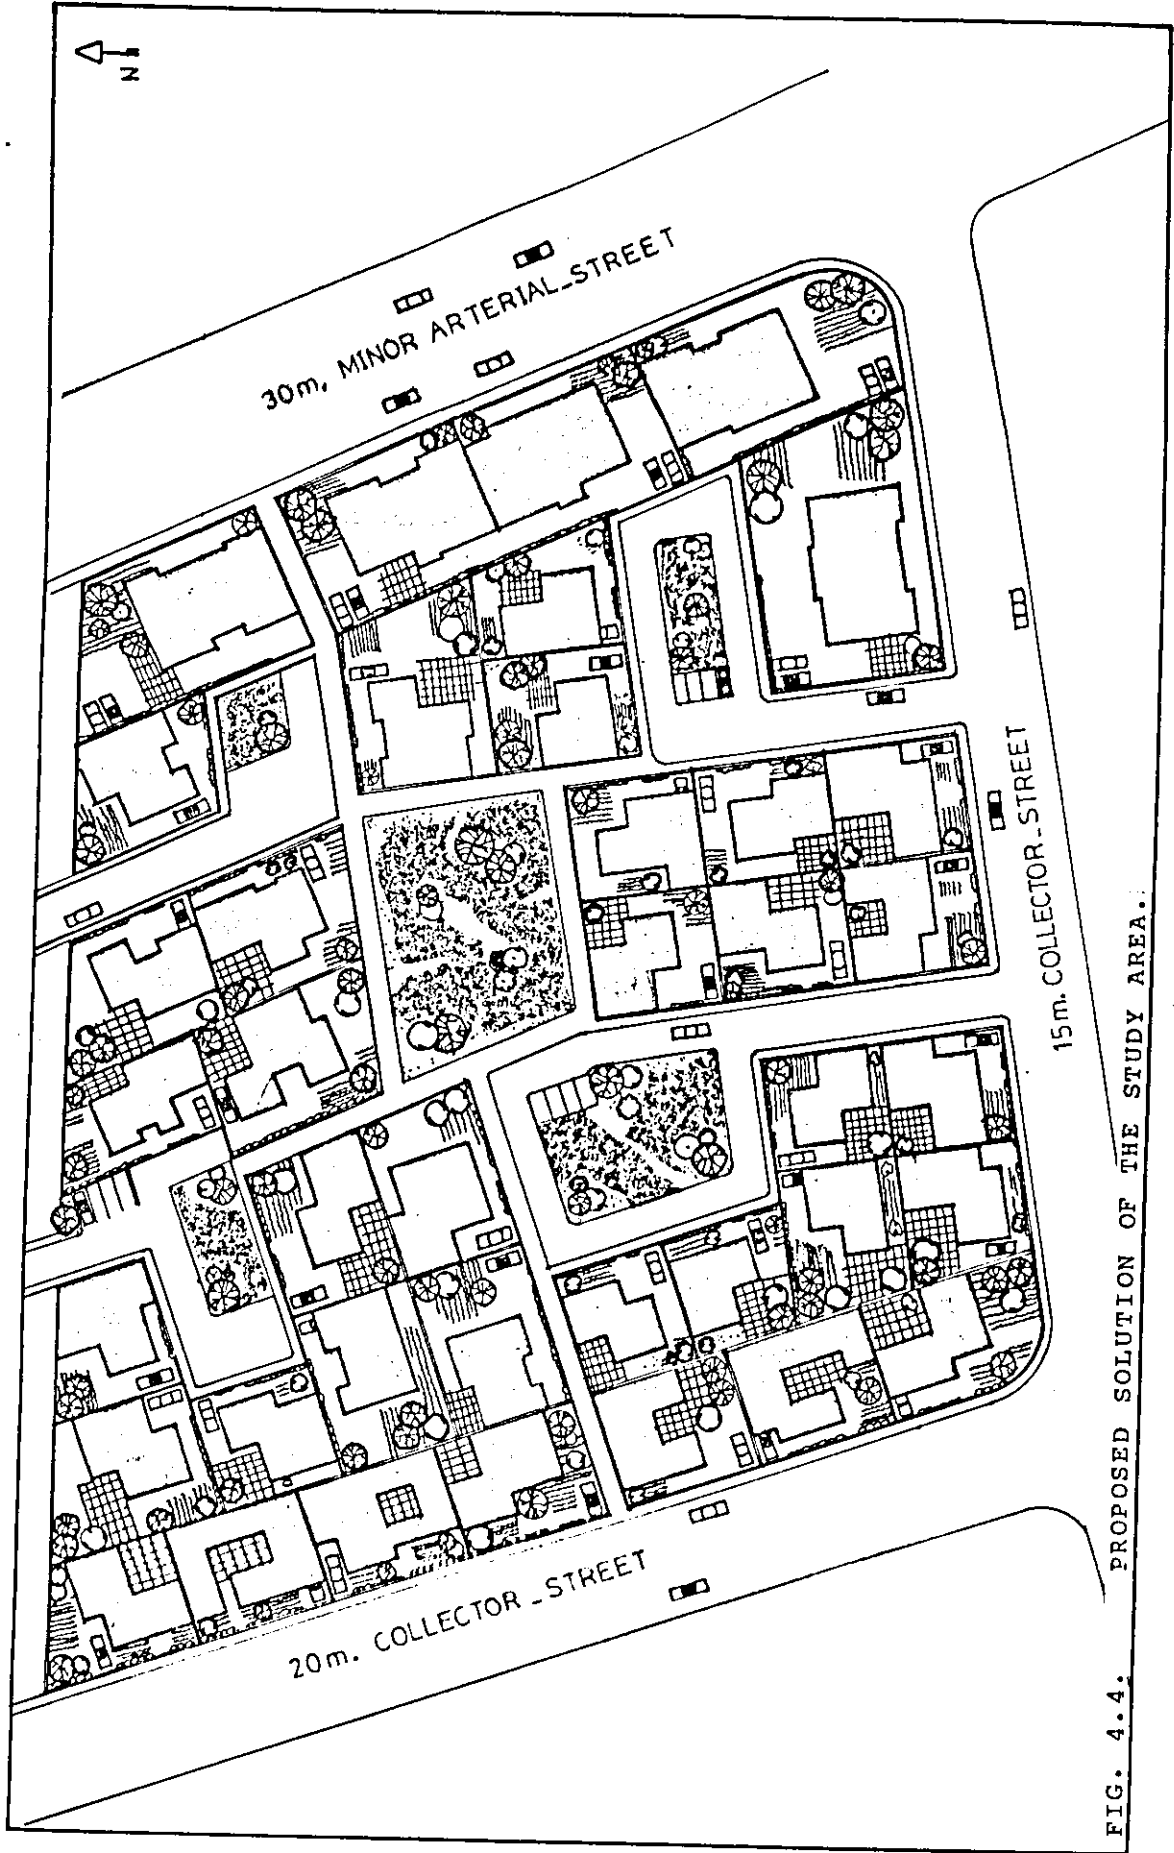 N
30m. MINOR ARTERIAL_STREET
15m. COLLECTOR_STREET
20m. COLLECTOR_STREET
FIG. 4.4. PROPOSED SOLUTION OF THE STUDY AREA.